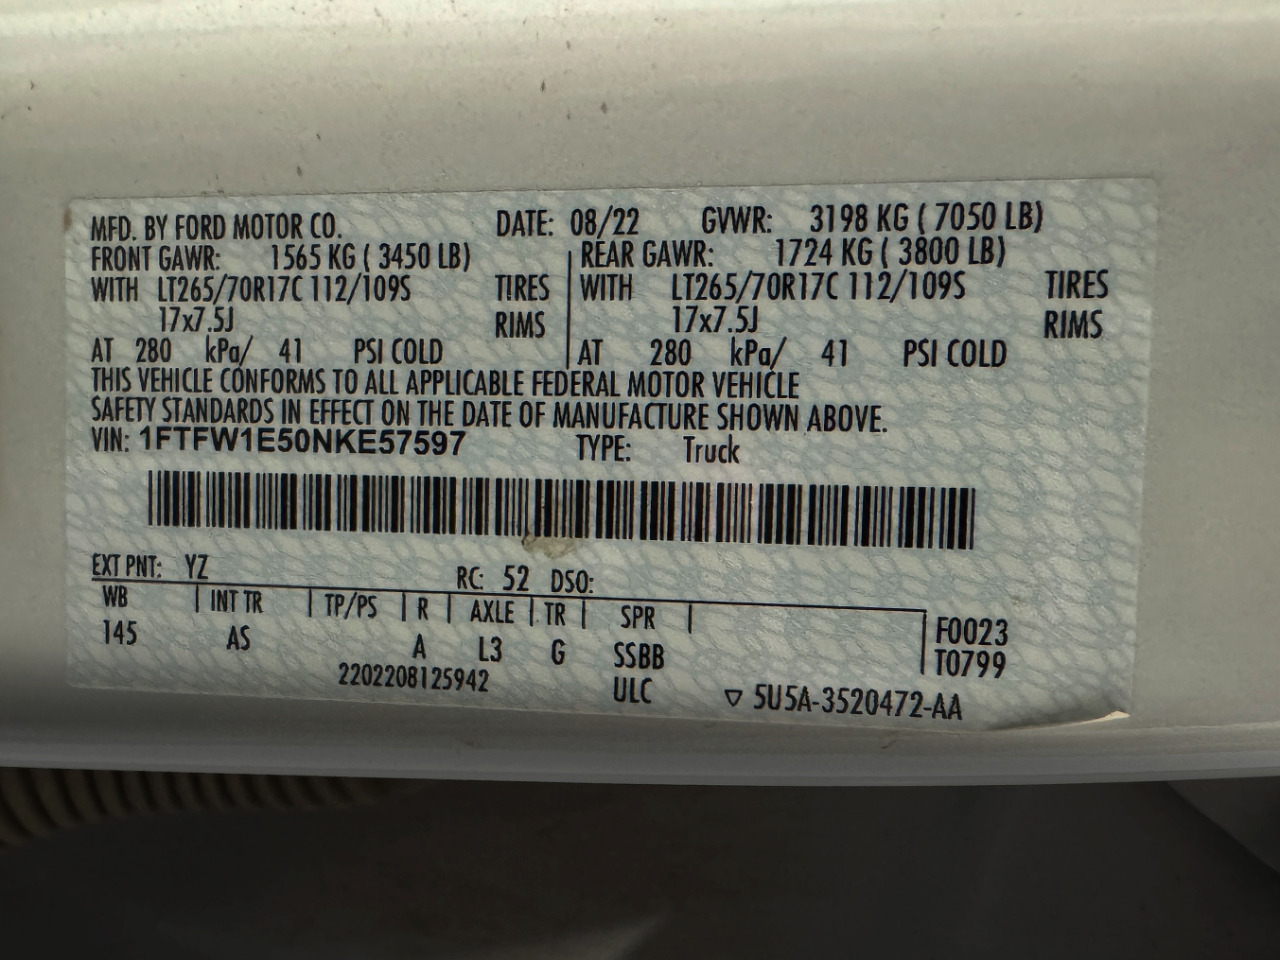 MFD. BY FORD MOTOR CO. DATE: 08/22 GVWR: 3198 KG ( 7050 LB)
FRONT GAWR: 1565 KG ( 3450 LB) REAR GAWR: 1724 KG ( 3800 LB)
WITH LT265/70R17C 112/109S TIRES WITH LT265/70R17C 112/109S TIRES
17x7.5J RIMS 17x7.5J RIMS
AT 280 kPa/ 41 PSI COLD AT 280 kPa/ 41 PSI COLD
THIS VEHICLE CONFORMS TO ALL APPLICABLE FEDERAL MOTOR VEHICLE
SAFETY STANDARDS IN EFFECT ON THE DATE OF MANUFACTURE SHOWN ABOVE.
VIN: 1FTFW1E50NKE57597 TYPE: Truck
EXT PNT: YZ RC: 52 DSO:
WB INT TR TP/PS R AXLE TR SPR F0023
145 AS A L3 G SSBB T0799
2202208125942 ULC ▽ 5U5A-3520472-AA